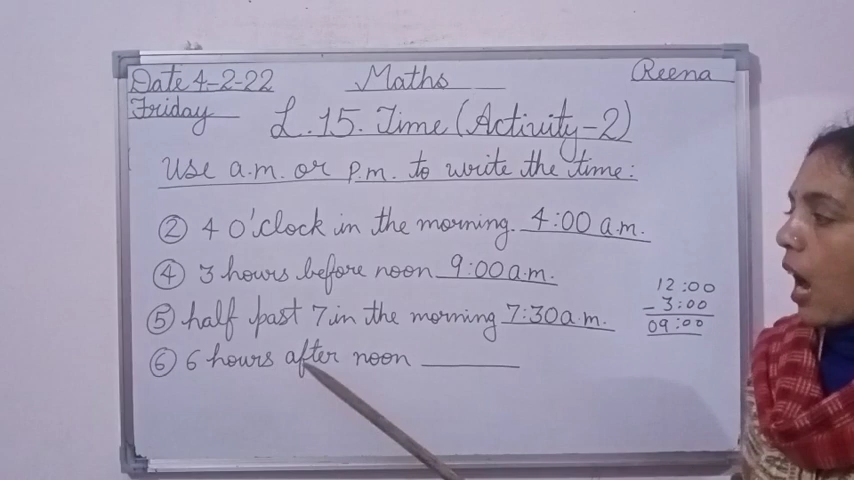 Date 4-2-22 Maths Reena
Friday
L.15. Time (Activity-2)
Use a.m. or p.m. to write the time:
② 4 O'clock in the morning. 4:00 a.m.
④ 3 hours before noon 9:00 a.m.
⑤ half past 7 in the morning 7:30 a.m.
⑥ 6 hours after noon ______
12:00
- 3:00
09:00